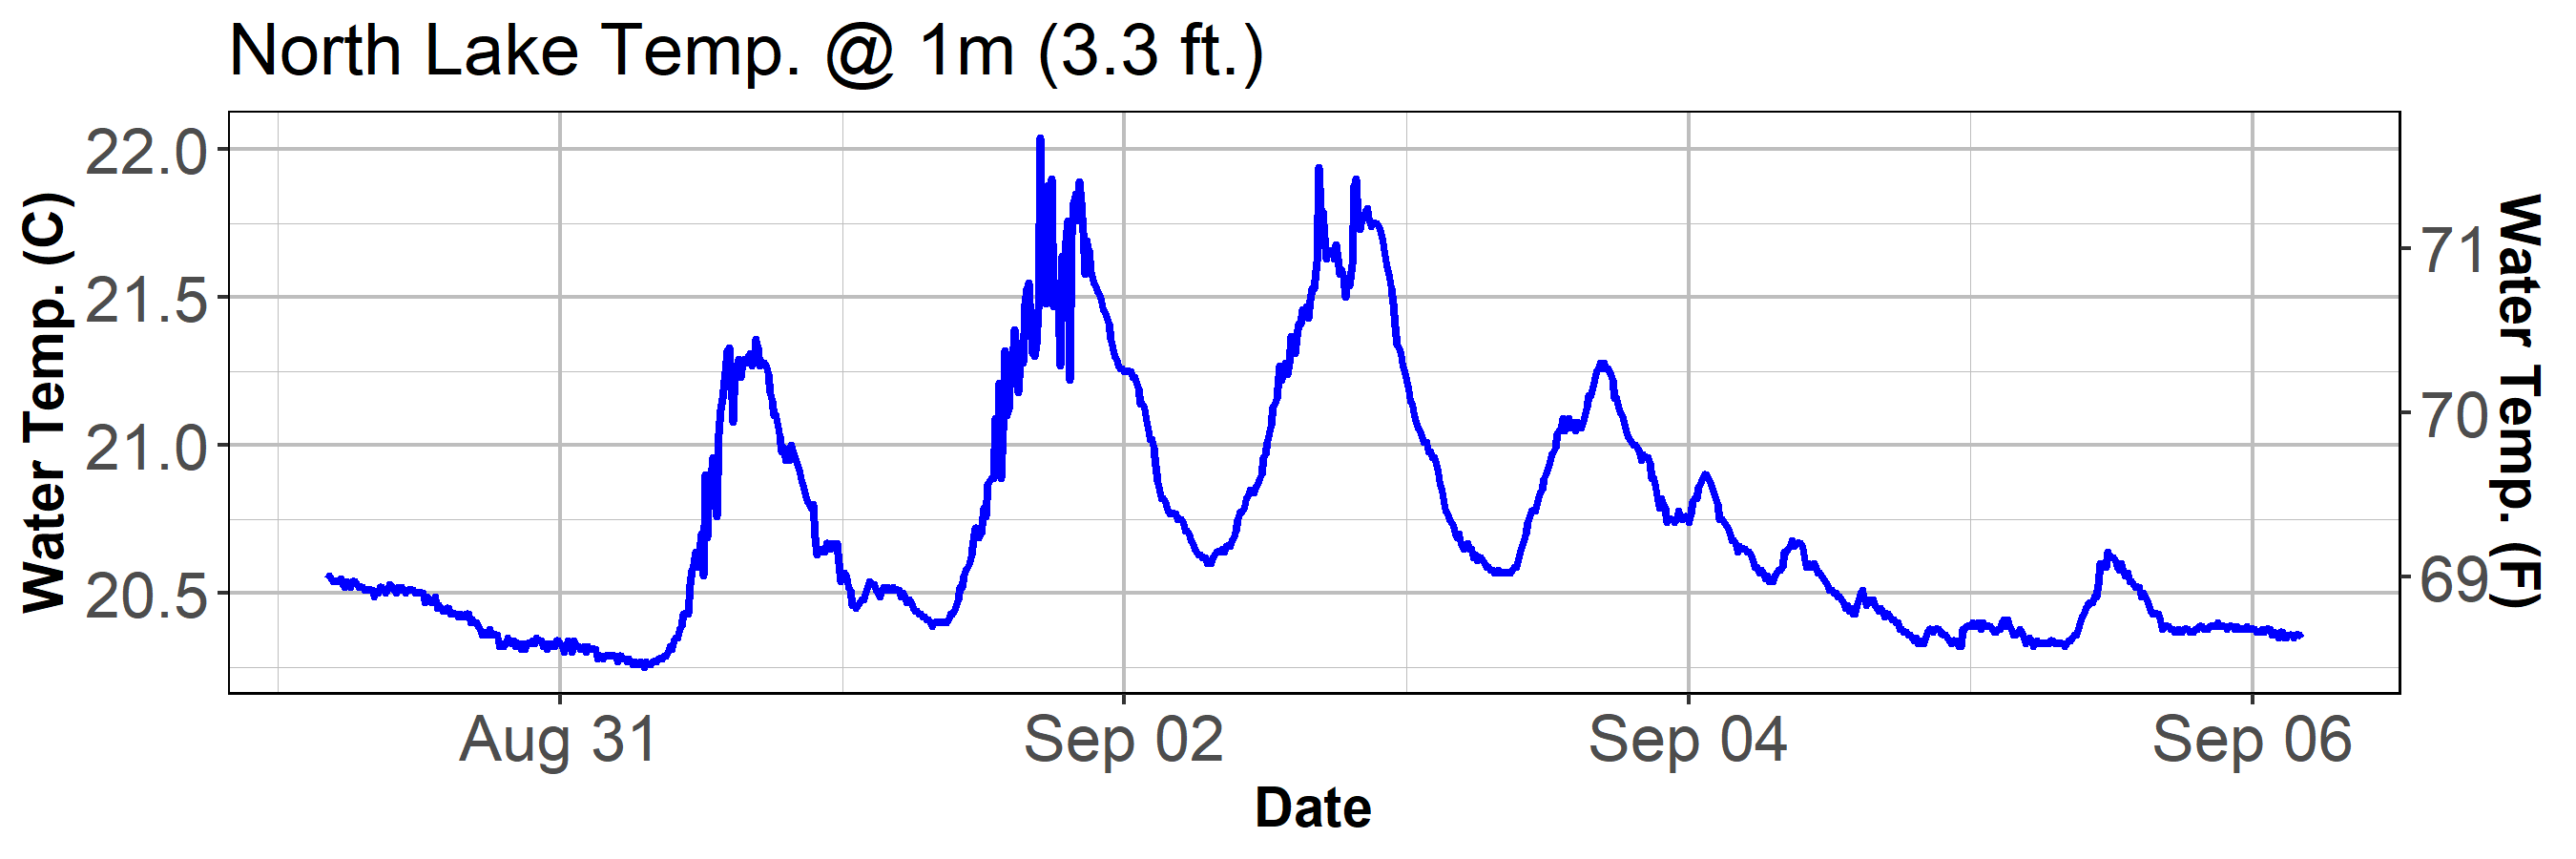 North Lake Temp. @ 1m (3.3 ft.)
Water Temp. (C)
22.0
21.5
21.0
20.5
71
70
69
Water Temp. (F)
Aug 31 Sep 02 Sep 04 Sep 06
Date